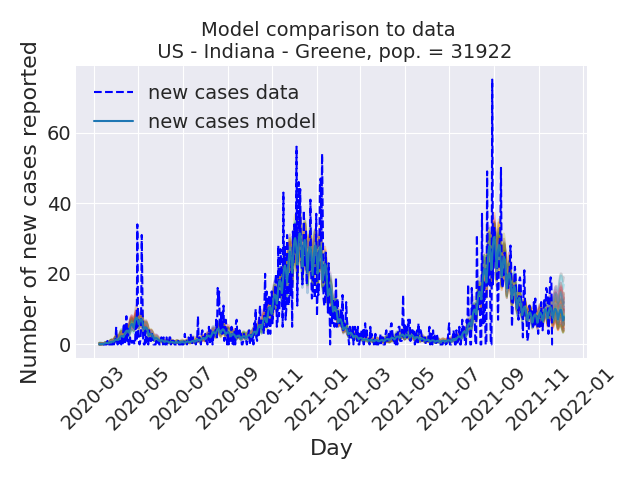 Model comparison to data
US - Indiana - Greene, pop. = 31922
Number of new cases reported
new cases data
new cases model
60
40
20
0
2020-03
2020-05
2020-07
2020-09
2020-11
2021-01
2021-03
2021-05
2021-07
2021-09
2021-11
2022-01
Day